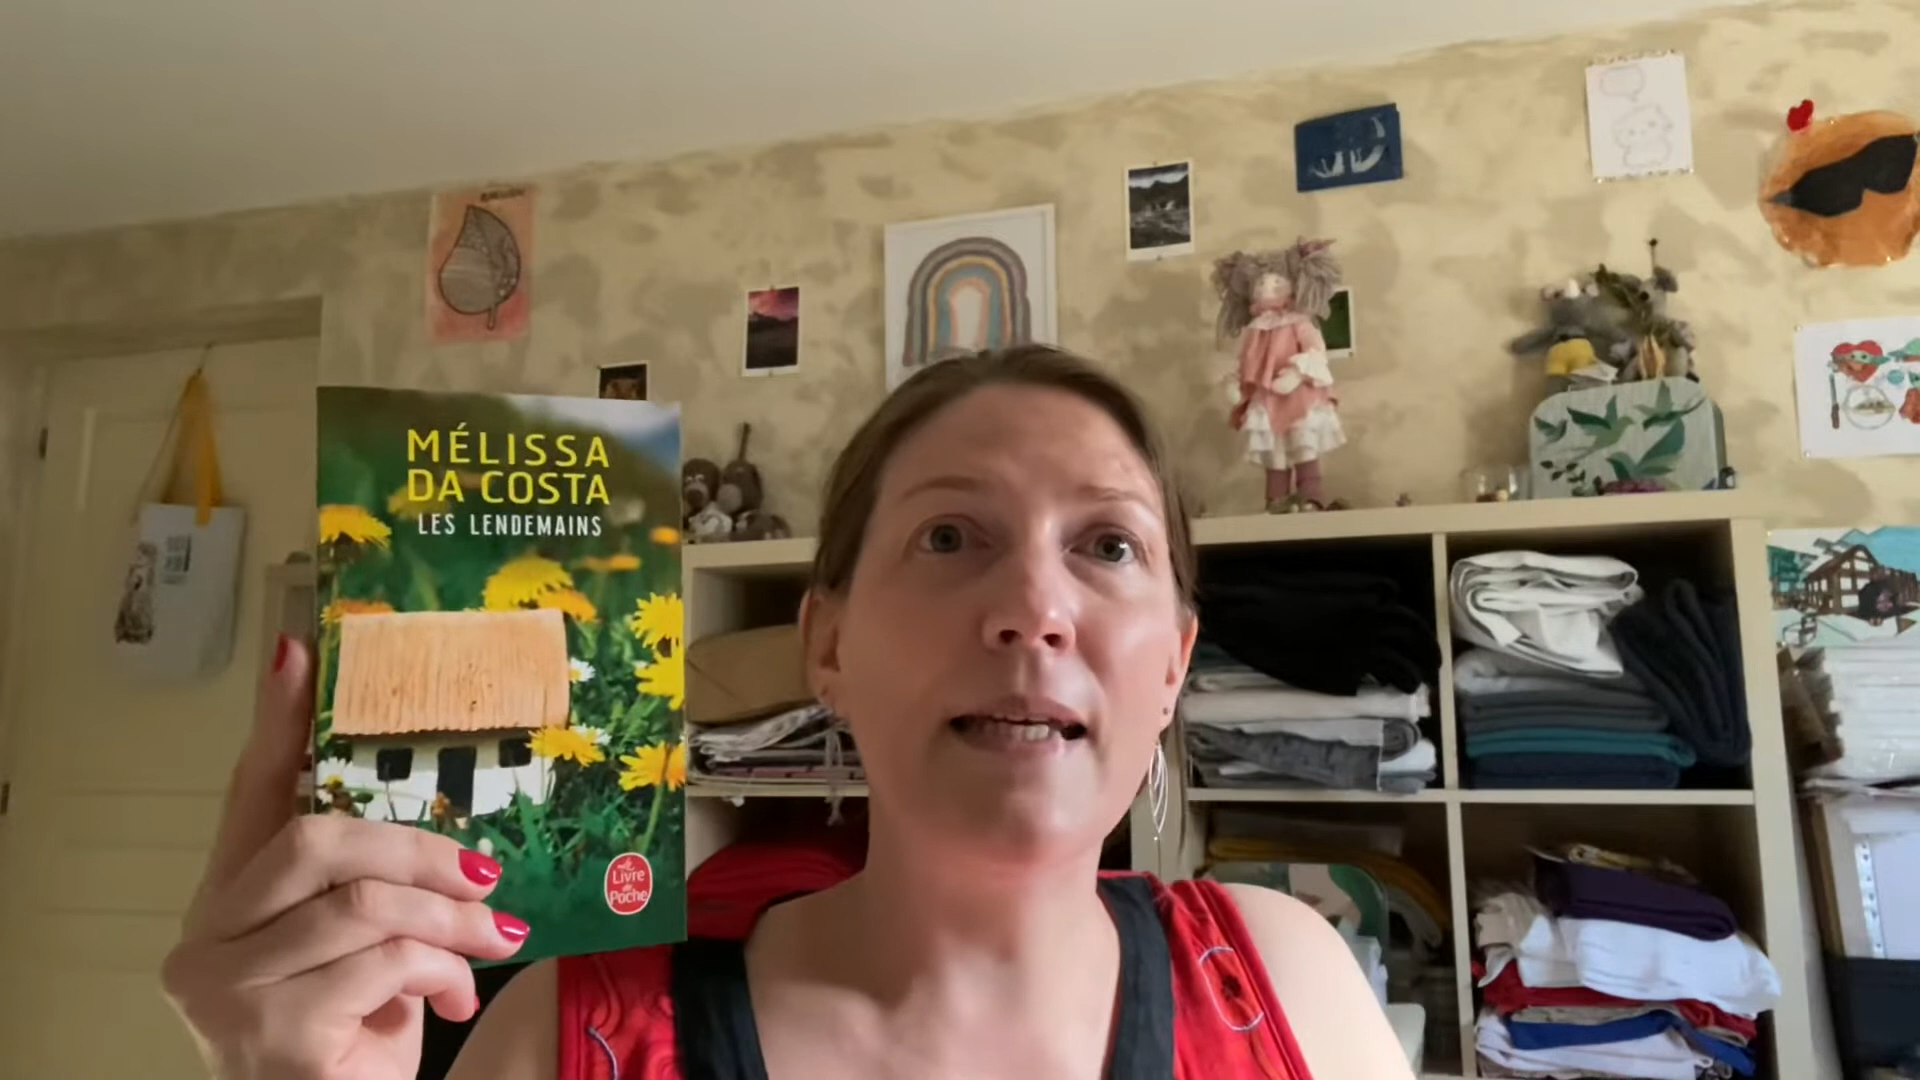 MÉLISSA
DA COSTA
LES LENDEMAINS
Le
Livre
de
Poche